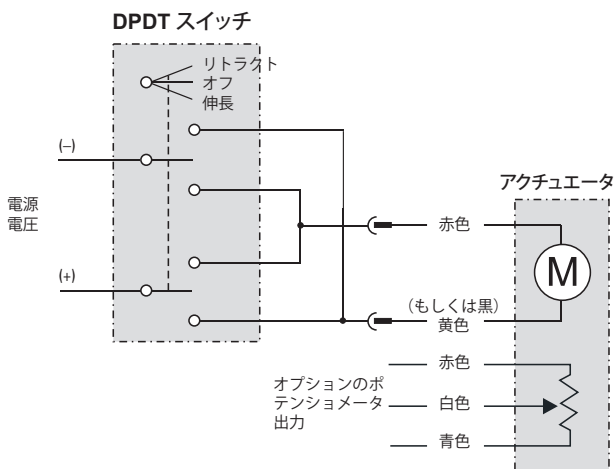 DPDT スイッチ
リトラクト
オフ
伸長
(–)
電源
電圧
(+)
アクチュエータ
赤色
M
(もしくは黒)
黄色
赤色
オプションのポ
テンショメータ
出力
白色
青色